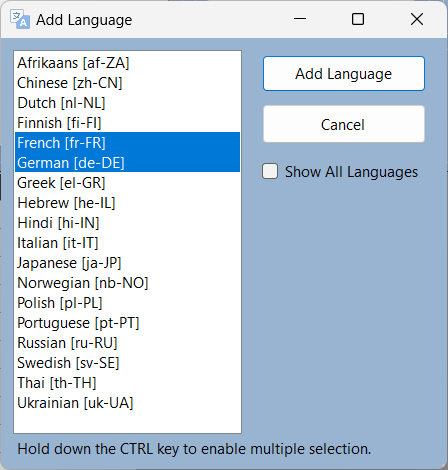 Add Language
Afrikaans [af-ZA]
Chinese [zh-CN]
Dutch [nl-NL]
Finnish [fi-FI]
French [fr-FR]
German [de-DE]
Greek [el-GR]
Hebrew [he-IL]
Hindi [hi-IN]
Italian [it-IT]
Japanese [ja-JP]
Norwegian [nb-NO]
Polish [pl-PL]
Portuguese [pt-PT]
Russian [ru-RU]
Swedish [sv-SE]
Thai [th-TH]
Ukrainian [uk-UA]
Add Language
Cancel
Show All Languages
Hold down the CTRL key to enable multiple selection.